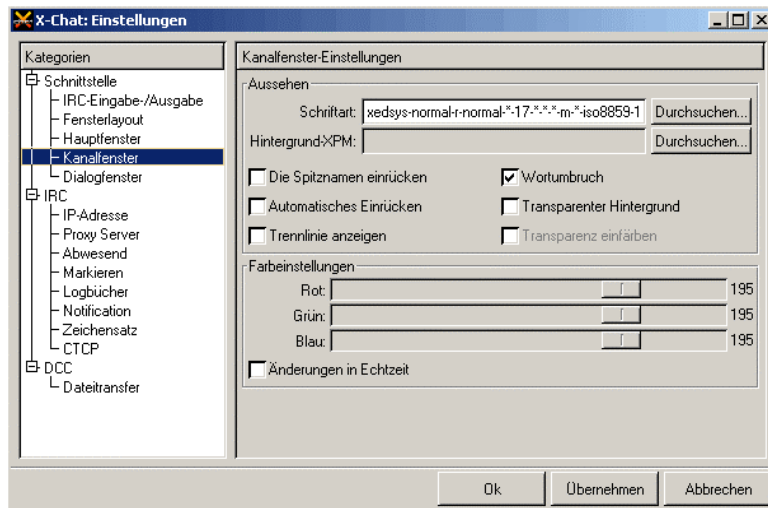 X-Chat: Einstellungen
Kategorien
Schnittstelle
IRC-Eingabe-/Ausgabe
Fensterlayout
Hauptfenster
Kanalfenster
Dialogfenster
IRC
IP-Adresse
Proxy Server
Abwesend
Markieren
Logbücher
Notification
Zeichensatz
CTCP
DCC
Dateitransfer
Kanalfenster-Einstellungen
Aussehen
Schriftart: xedsys-normal-r-normal-*-17-*-*-*-m-*-iso8859-1 Durchsuchen...
Hintergrund-XPM: Durchsuchen...
Die Spitznamen einrücken Wortumbruch
Automatisches Einrücken Transparenter Hintergrund
Trennlinie anzeigen Transparenz einfärben
Farbeinstellungen
Rot: 195
Grün: 195
Blau: 195
Änderungen in Echtzeit
Ok Übernehmen Abbrechen